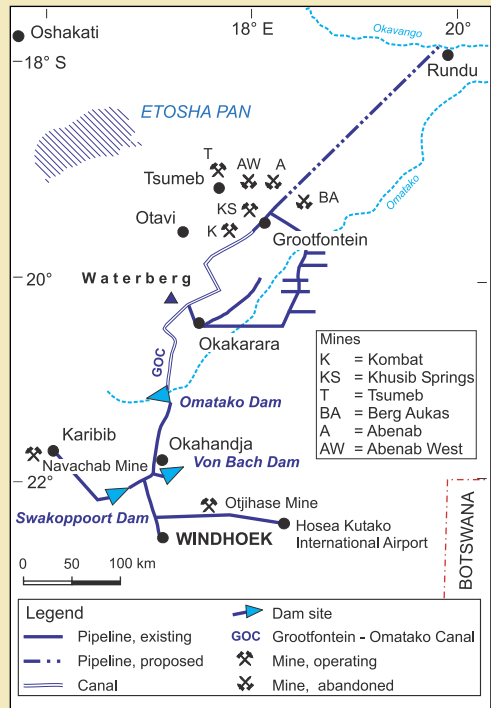 18° E
20°
Oshakati
Okavango
18° S
Rundu
ETOSHA PAN
T
AW
A
Tsumeb
BA
KS
Otavi
K
Omatako
Grootfontein
20°
Waterberg
Okakarara
GOC
Mines
K = Kombat
KS = Khusib Springs
T = Tsumeb
BA = Berg Aukas
A = Abenab
AW = Abenab West
Omatako Dam
Karibib
Okahandja
Navachab Mine
Von Bach Dam
22°
Otjihase Mine
Swakoppoort Dam
Hosea Kutako
International Airport
WINDHOEK
BOTSWANA
0 50 100 km
Legend
Pipeline, existing
Pipeline, proposed
Canal
Dam site
GOC Grootfontein - Omatako Canal
Mine, operating
Mine, abandoned